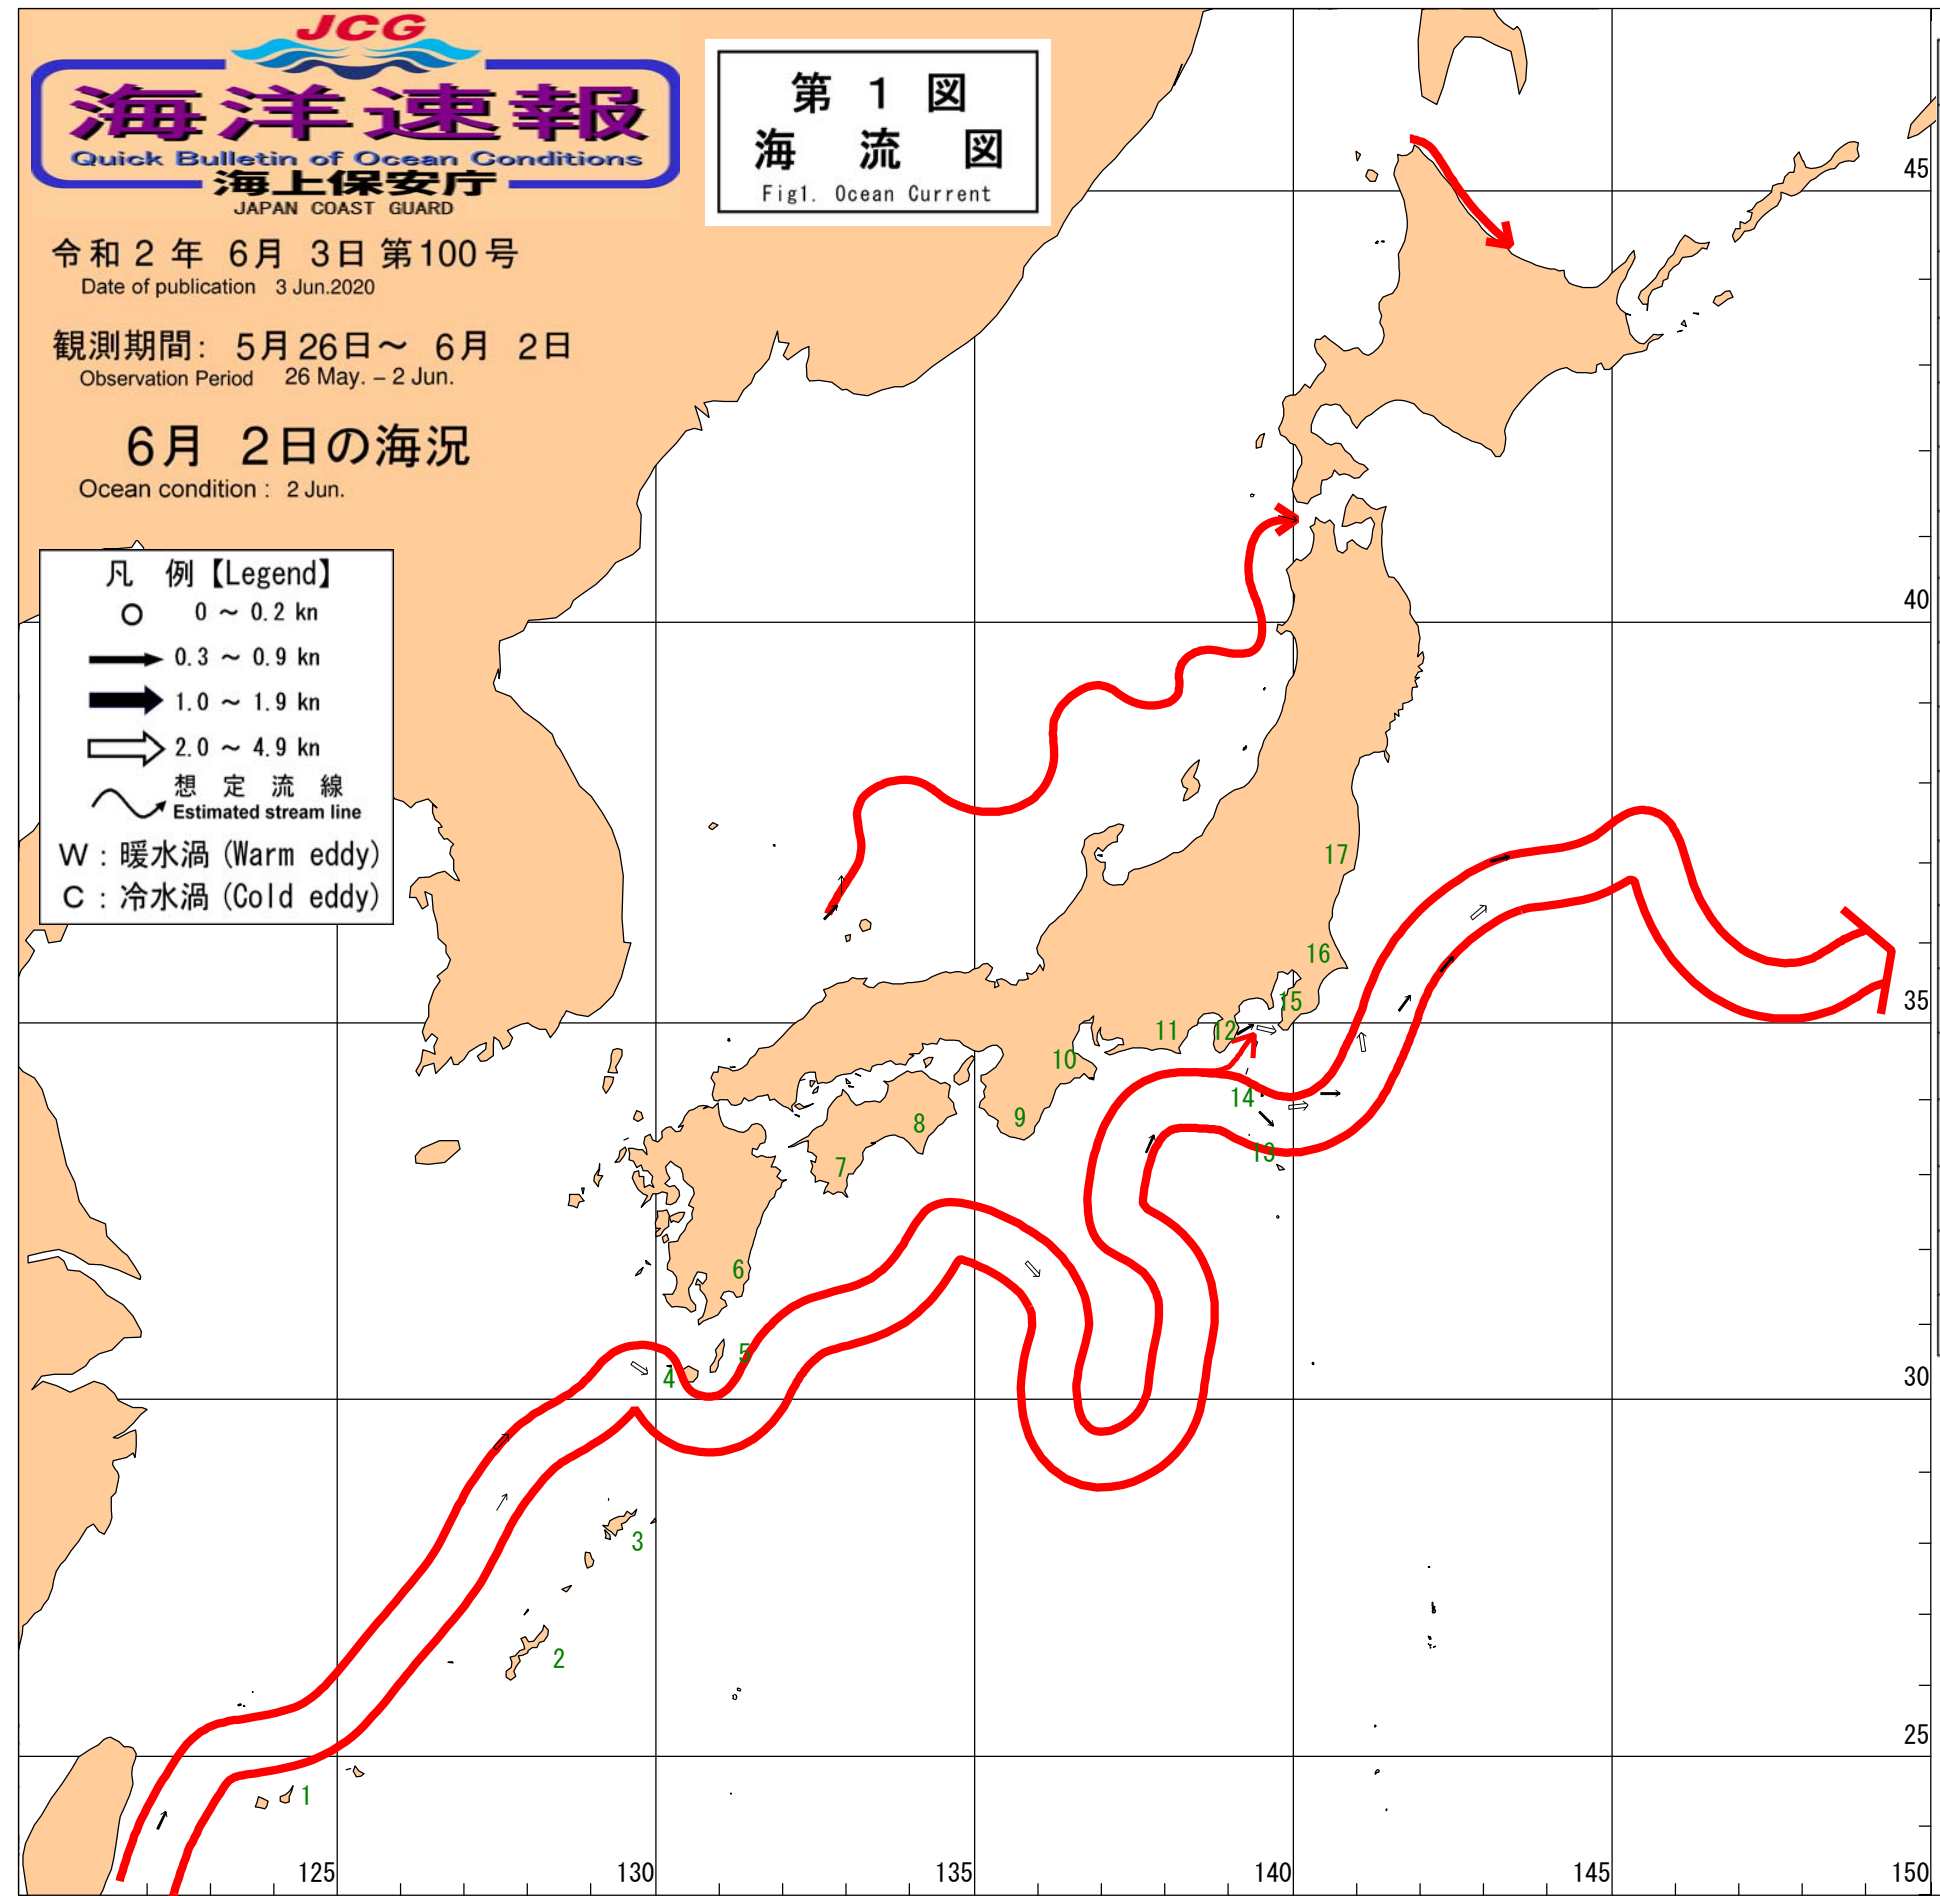 JCG
海洋速報
Quick Bulletin of Ocean Conditions
海上保安庁
JAPAN COAST GUARD
令和 2 年 6月 3日 第100号
Date of publication 3 Jun.2020
観測期間: 5月26日～ 6月 2日
Observation Period 26 May. – 2 Jun.
6月 2日の海況
Ocean condition : 2 Jun.
第 1 図
海 流 図
Fig1. Ocean Current
凡 例【Legend】
0 ～ 0.2 kn
0.3 ～ 0.9 kn
1.0 ～ 1.9 kn
2.0 ～ 4.9 kn
想 定 流 線
Estimated stream line
W : 暖水渦 (Warm eddy)
C : 冷水渦 (Cold eddy)
45
40
35
30
25
17
16
15
12
11
10
14
13
9
8
7
6
5
4
3
2
1
125
130
135
140
145
150